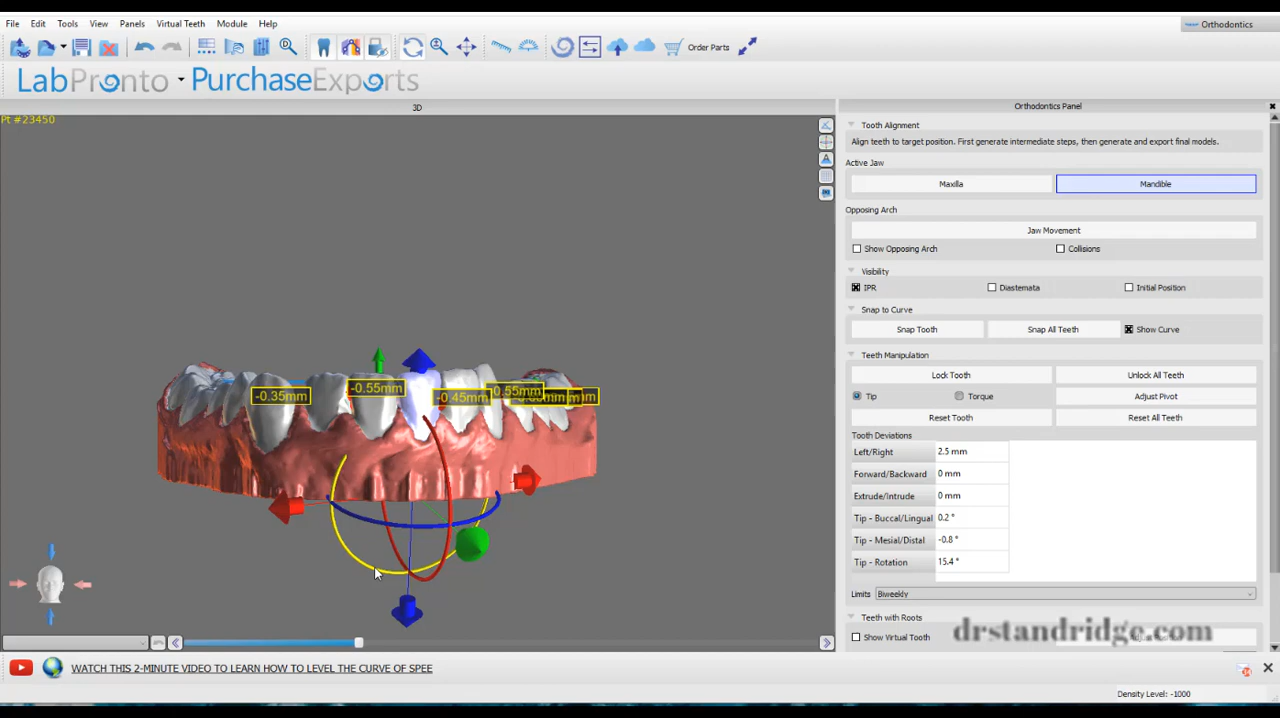 File Edit Tools View Panels Virtual Teeth Module Help
Orthodontics
Order Parts
LabPronto PurchaseExports
3D
Orthodontics Panel
Pt #23450
Tooth Alignment
Align teeth to target position. First generate intermediate steps, then generate and export final models.
Active Jaw
Maxilla Mandible
Opposing Arch
Jaw Movement
Show Opposing Arch Collisions
Visibility
IPR Diastemata Initial Position
Snap to Curve
Snap Tooth Snap All Teeth Show Curve
Teeth Manipulation
Lock Tooth Unlock All Teeth
Tip Torque Adjust Pivot
Reset Tooth Reset All Teeth
-0.35mm -0.55mm -0.45mm 0.55mm
Tooth Deviations
Left/Right 2.5 mm
Forward/Backward 0 mm
Extrude/Intrude 0 mm
Tip - Buccal/Lingual 0.2 °
Tip - Mesial/Distal -0.8 °
Tip - Rotation 15.4 °
Limits Biweekly
Teeth with Roots
Show Virtual Tooth
drstandridge.com
WATCH THIS 2-MINUTE VIDEO TO LEARN HOW TO LEVEL THE CURVE OF SPEE
Density Level: -1000